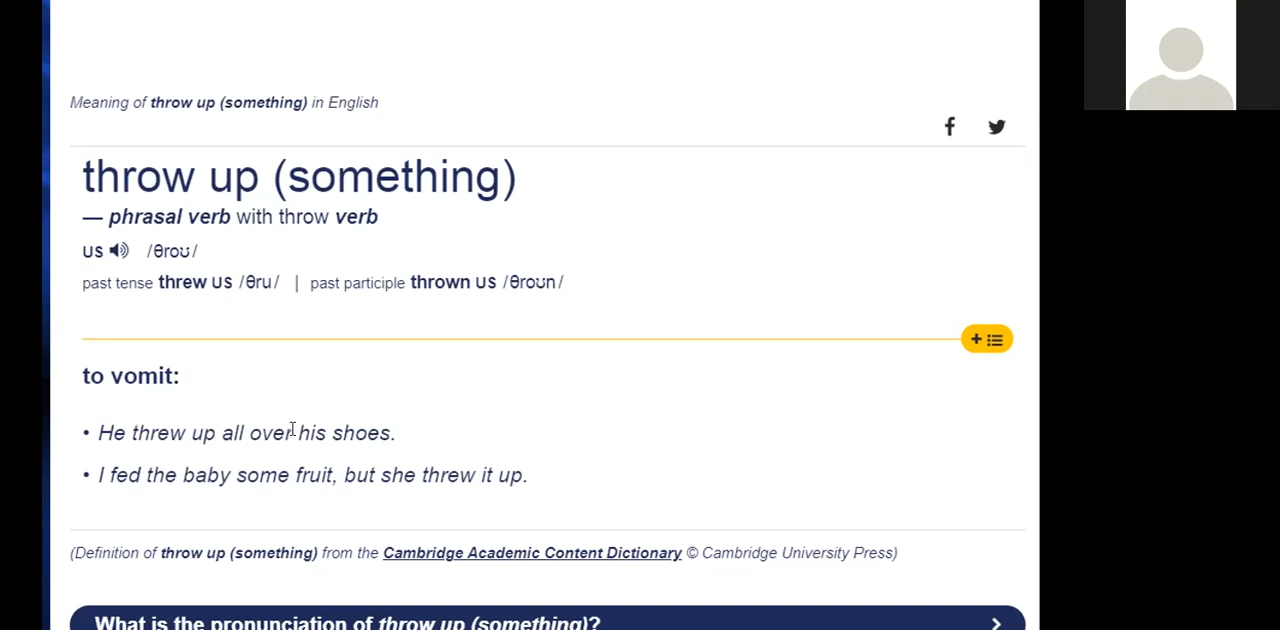 Meaning of throw up (something) in English
throw up (something)
— phrasal verb with throw verb
US /θroʊ/
past tense threw US /θru/ | past participle thrown US /θroʊn/
to vomit:
• He threw up all over his shoes.
• I fed the baby some fruit, but she threw it up.
(Definition of throw up (something) from the Cambridge Academic Content Dictionary © Cambridge University Press)
What is the pronunciation of throw up (something)?